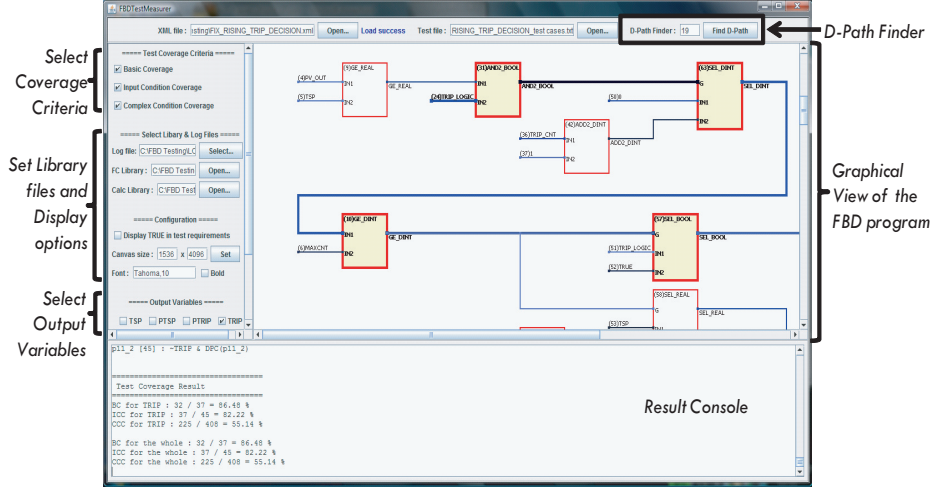 FBDTestMeasurer
XML file : sting\FIX_RISING_TRIP_DECISION.xml Open... Load success Test file : RISING_TRIP_DECISION_test cases.txt Open... D-Path Finder : 19 Find D-Path
D-Path Finder
Select
Coverage
Criteria
===== Test Coverage Criteria =====
Basic Coverage
Input Condition Coverage
Complex Condition Coverage
Set Library
files and
Display
options
===== Select Libary & Log Files =====
Log file: C:\FBD Testing\LO Select...
FC Library : C:\FBD Testin Open...
Calc Library : C:\FBD Test Open...
===== Configuration =====
Display TRUE in test requirements
Canvas size : 1536 x 4096 Set
Font : Tahoma,10 Bold
Select
Output
Variables
===== Output Variables =====
TSP PTSP PTRIP TRIP
(9)GE_REAL
(4)PV_OUT
IN1
GE_REAL
(5)TSP
IN2
(31)AND2_BOOL
IN1
AND2_BOOL
(24)TRIP_LOGIC
IN2
(63)SEL_DINT
G
SEL_DINT
(50)0
IN1
IN2
(42)ADD2_DINT
(36)TRIP_CNT
IN1
ADD2_DINT
(37)1
IN2
(18)GE_DINT
IN1
GE_DINT
(6)MAXCNT
IN2
(57)SEL_BOOL
G
SEL_BOOL
(51)TRIP_LOGIC
IN1
(52)TRUE
IN2
(58)SEL_REAL
G
SEL_REAL
(53)TSP
IN1
Graphical
View of the
FBD program
p11_2 [45] : ~TRIP & DPC(p11_2)
==================================
Test Coverage Result
==================================
BC for TRIP : 32 / 37 = 86.48 %
ICC for TRIP : 37 / 45 = 82.22 %
CCC for TRIP : 225 / 408 = 55.14 %
BC for the whole : 32 / 37 = 86.48 %
ICC for the whole : 37 / 45 = 82.22 %
CCC for the whole : 225 / 408 = 55.14 %
Result Console